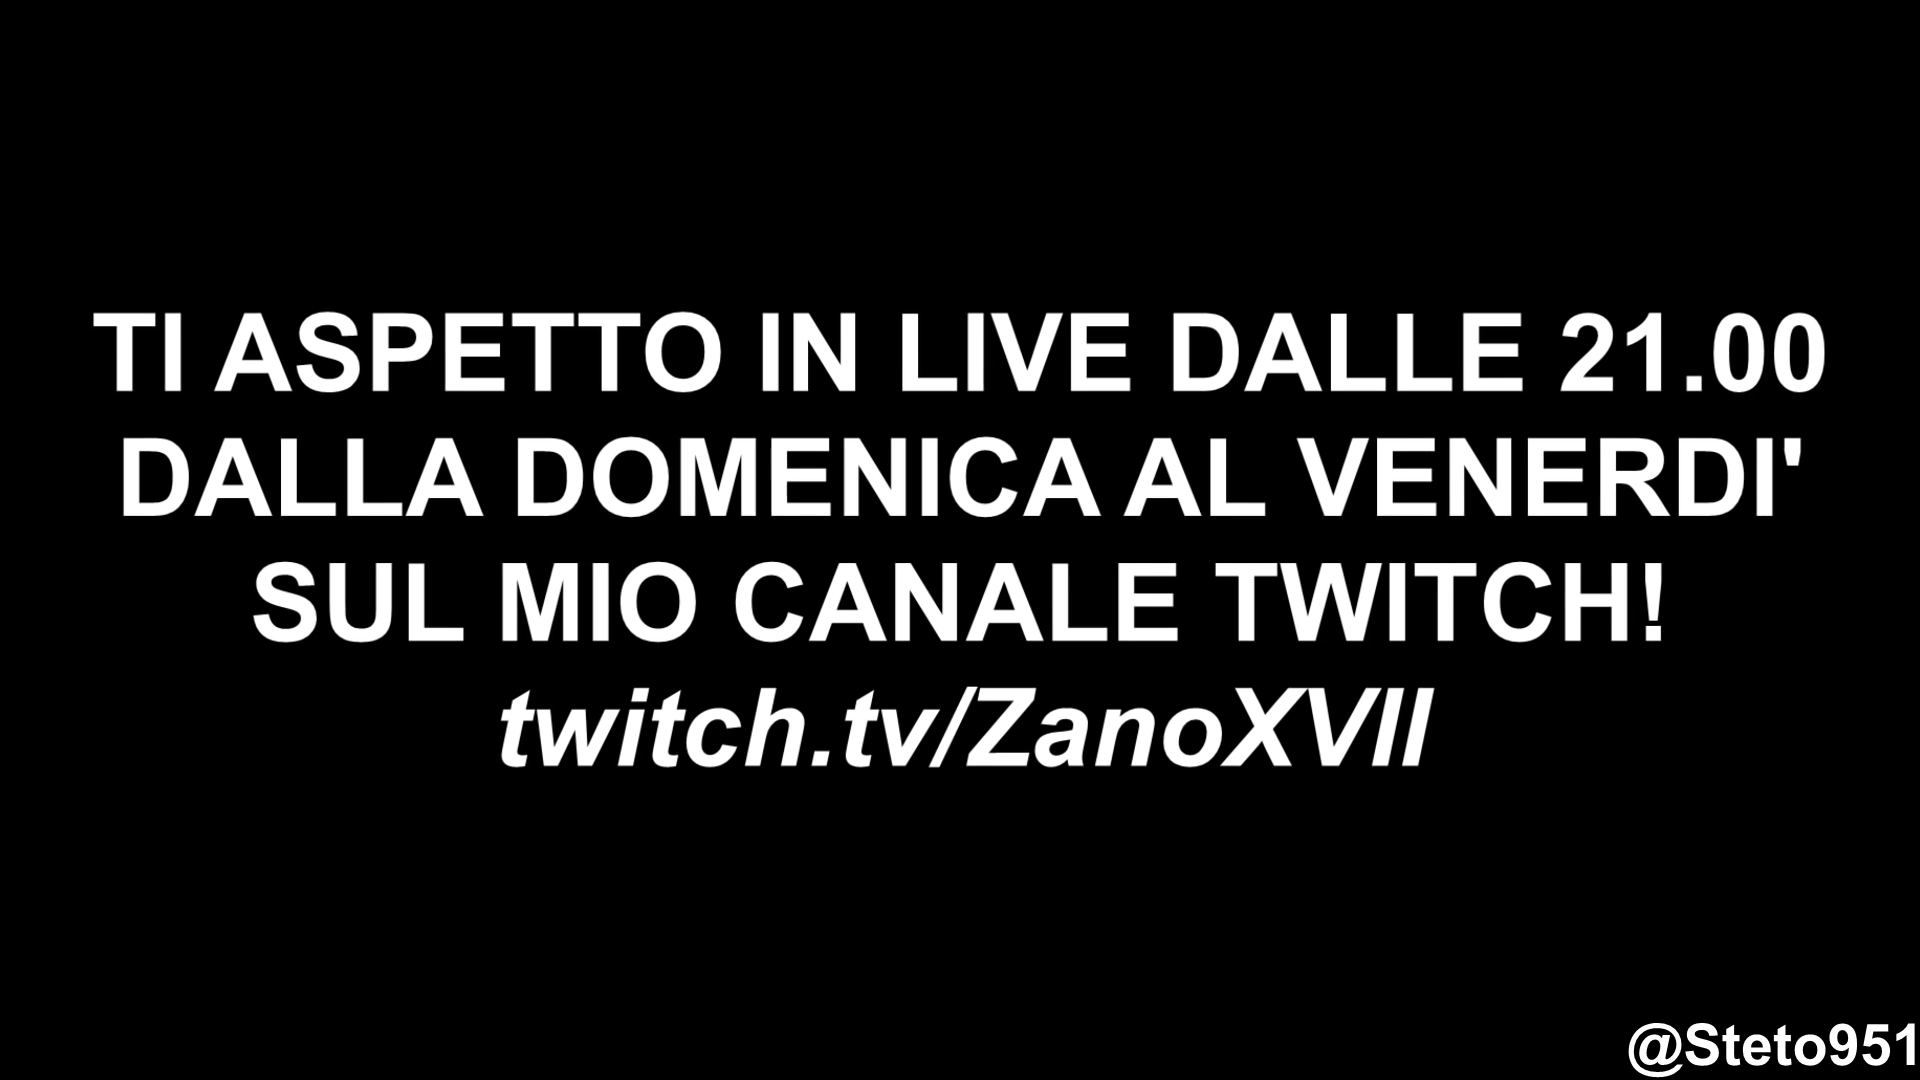 TI ASPETTO IN LIVE DALLE 21.00
DALLA DOMENICA AL VENERDI'
SUL MIO CANALE TWITCH!
twitch.tv/ZanoXVII
@Steto951